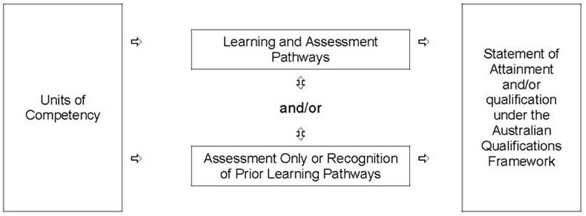 Units of
Competency
Learning and Assessment
Pathways
and/or
Assessment Only or Recognition
of Prior Learning Pathways
Statement of
Attainment
and/or
qualification
under the
Australian
Qualifications
Framework